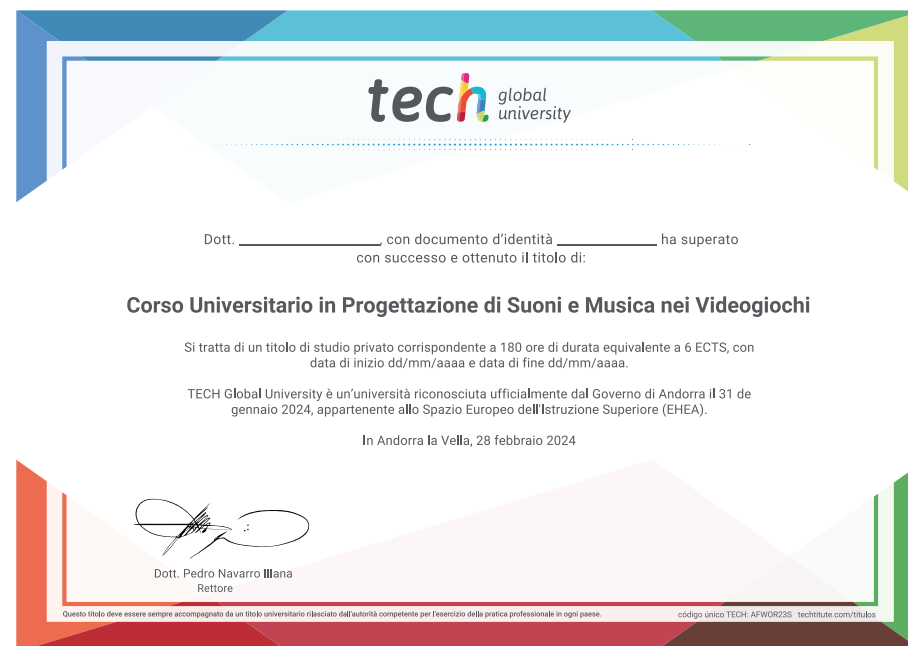 tech global university
Dott. ____________________, con documento d'identità ______________ ha superato
con successo e ottenuto il titolo di:
Corso Universitario in Progettazione di Suoni e Musica nei Videogiochi
Si tratta di un titolo di studio privato corrispondente a 180 ore di durata equivalente a 6 ECTS, con
data di inizio dd/mm/aaaa e data di fine dd/mm/aaaa.
TECH Global University è un'università riconosciuta ufficialmente dal Governo di Andorra il 31 de
gennaio 2024, appartenente allo Spazio Europeo dell'Istruzione Superiore (EHEA).
In Andorra la Vella, 28 febbraio 2024
Dott. Pedro Navarro Illana
Rettore
Questo titolo deve essere sempre accompagnato da un titolo universitario rilasciato dall'autorità competente per l'esercizio della pratica professionale in ogni paese.
código único TECH: AFWOR23S techtitute.com/titulos